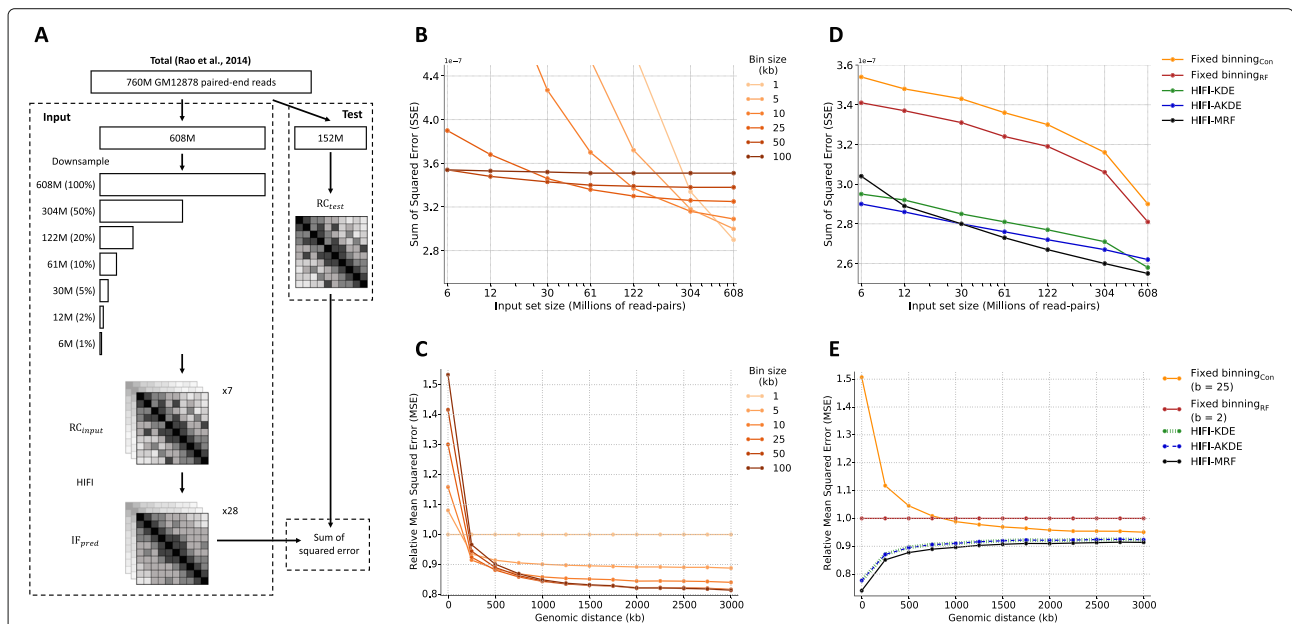 A
Total (Rao et al., 2014)
760M GM12878 paired-end reads
Input
Test
608M
152M
Downsample
608M (100%)
304M (50%)
122M (20%)
61M (10%)
30M (5%)
12M (2%)
6M (1%)
RCtest
x7
RCinput
HIFI
x28
IFpred
Sum of
squared error
B
1e−7
4.4
4.0
3.6
3.2
2.8
Sum of Squared Error (SSE)
6 12 30 61 122 304 608
Input set size (Millions of read-pairs)
Bin size
(kb)
1
5
10
25
50
100
C
1.5
1.4
1.3
1.2
1.1
1.0
0.9
0.8
Relative Mean Squared Error (MSE)
0 500 1000 1500 2000 2500 3000
Genomic distance (kb)
Bin size
(kb)
1
5
10
25
50
100
D
1e−7
3.6
3.4
3.2
3.0
2.8
2.6
Sum of Squared Error (SSE)
6 12 30 61 122 304 608
Input set size (Millions of read-pairs)
Fixed binningCon
Fixed binningRF
HIFI-KDE
HIFI-AKDE
HIFI-MRF
E
1.5
1.4
1.3
1.2
1.1
1.0
0.9
0.8
Relative Mean Squared Error (MSE)
0 500 1000 1500 2000 2500 3000
Genomic distance (kb)
Fixed binningCon
(b = 25)
Fixed binningRF
(b = 2)
HIFI-KDE
HIFI-AKDE
HIFI-MRF